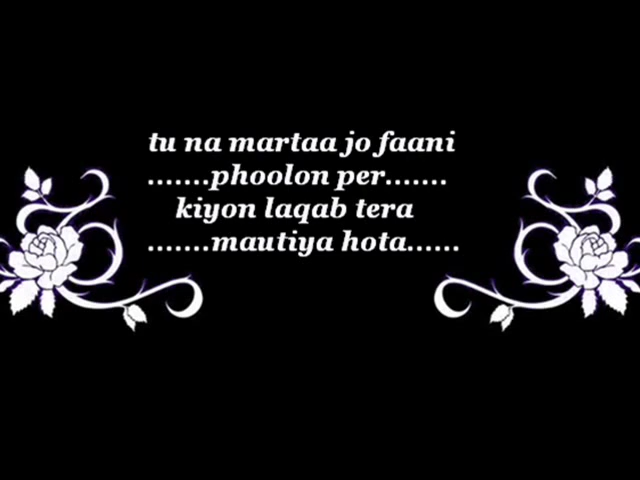 tu na martaa jo faani
.......phoolon per.......
kiyon laqab tera
.......mautiya hota......